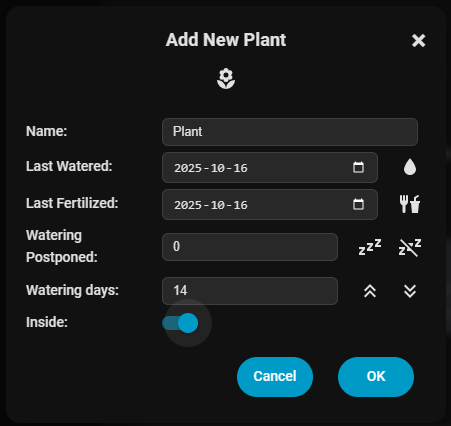 Add New Plant
Name: Plant
Last Watered: 2025-10-16
Last Fertilized: 2025-10-16
Watering
Postponed: 0
Watering days: 14
Inside:
Cancel OK